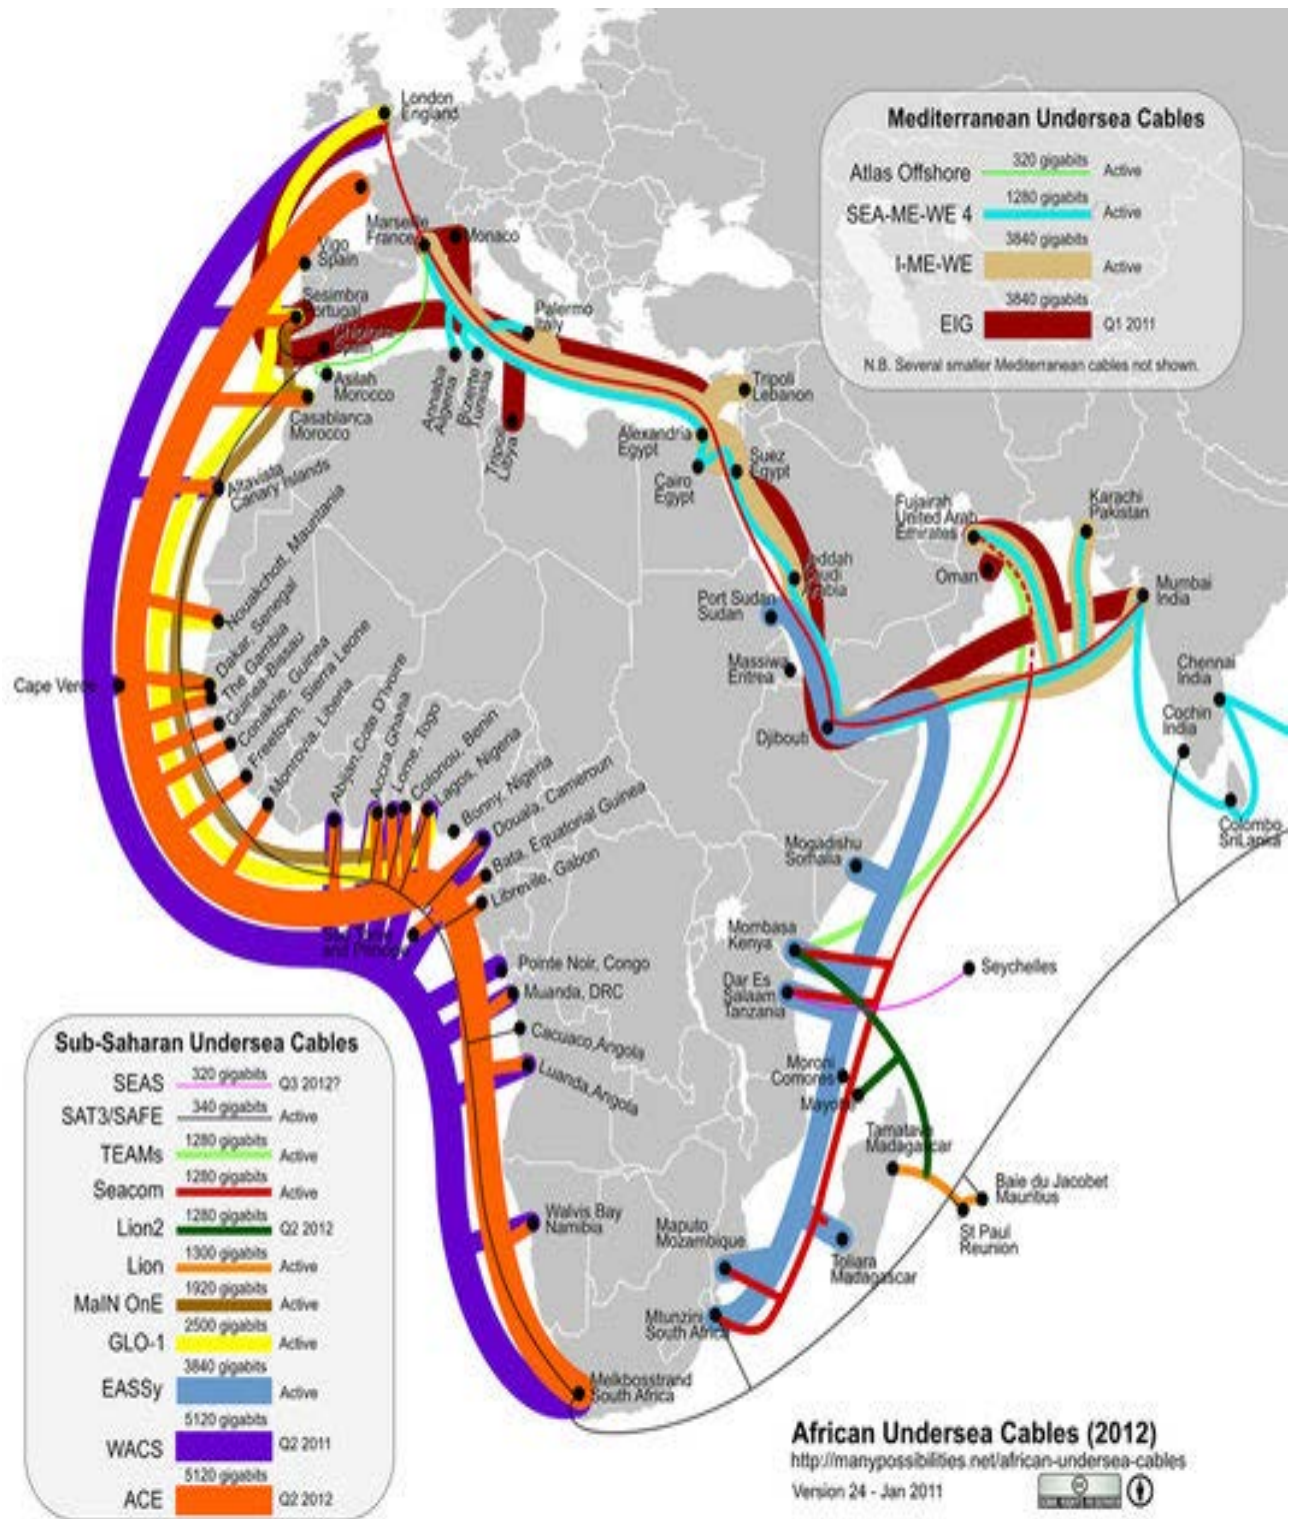 London
England
Mediterranean Undersea Cables
320 gigabits
Atlas Offshore
Active
1280 gigabits
SEA-ME-WE 4
Active
3840 gigabits
I-ME-WE
Active
3840 gigabits
EIG
Q1 2011
N.B. Several smaller Mediterranean cables not shown.
Marseille
France
Monaco
Vigo
Spain
Sesimbra
Portugal
Spain
Palermo
Italy
Asilah
Morocco
Casablanca
Morocco
Annaba
Algeria
Bizerte
Tunisia
Tripoli
Libya
Tripoli
Lebanon
Alexandria
Egypt
Cairo
Egypt
Suez
Egypt
Altavista
Canary Islands
Fujairah
United Arab
Emirates
Karachi
Pakistan
Oman
Mumbai
India
Jeddah
Saudi
Arabia
Port Sudan
Sudan
Massiwa
Eritrea
Djibouti
Chennai
India
Cochin
India
Colombo
SriLanka
Nouakchott, Mauritania
Dakar, Senegal
The Gambia
Guinea-Bissau
Conakrie, Guinea
Freetown, Sierra Leone
Monrovia, Liberia
Cape Verde
Abijan,Cote D'Ivoire
Accra,Ghana
Lome, Togo
Cotonou, Benin
Lagos, Nigeria
Bonny, Nigeria
Douala, Cameroun
Bata, Equatorial Guinea
Libreville, Gabon
and Principe
Pointe Noir, Congo
Muanda, DRC
Cacuaco,Angola
Luanda,Angola
Walvis Bay
Namibia
Melkbosstrand
South Africa
Mogadishu
Somalia
Mombasa
Kenya
Dar Es
Salaam
Tanzania
Seychelles
Moroni
Comores
Mayotte
Tamatava
Madagascar
Baie du Jacobet
Mauritius
St Paul
Reunion
Maputo
Mozambique
Toliara
Madagascar
Mtunzini
South Africa
Sub-Saharan Undersea Cables
320 gigabits
SEAS
Q3 2012?
340 gigabits
SAT3/SAFE
Active
1280 gigabits
TEAMs
Active
1280 gigabits
Seacom
Active
1280 gigabits
Lion2
Q2 2012
1300 gigabits
Lion
Active
1920 gigabits
MaIN OnE
Active
2500 gigabits
GLO-1
Active
3840 gigabits
EASSy
Active
5120 gigabits
WACS
Q2 2011
5120 gigabits
ACE
Q2 2012
African Undersea Cables (2012)
http://manypossibilities.net/african-undersea-cables
Version 24 - Jan 2011